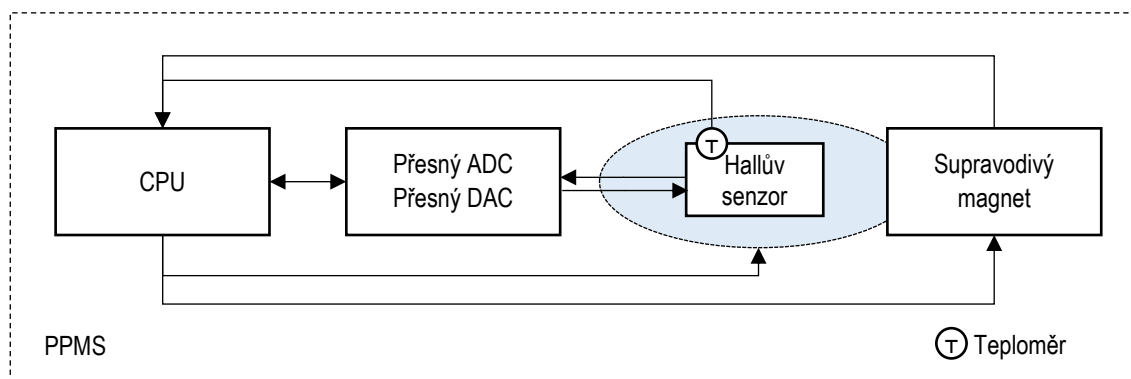 CPU
Přesný ADC
Přesný DAC
T
Hallův
senzor
Supravodivý
magnet
PPMS
T Teploměr